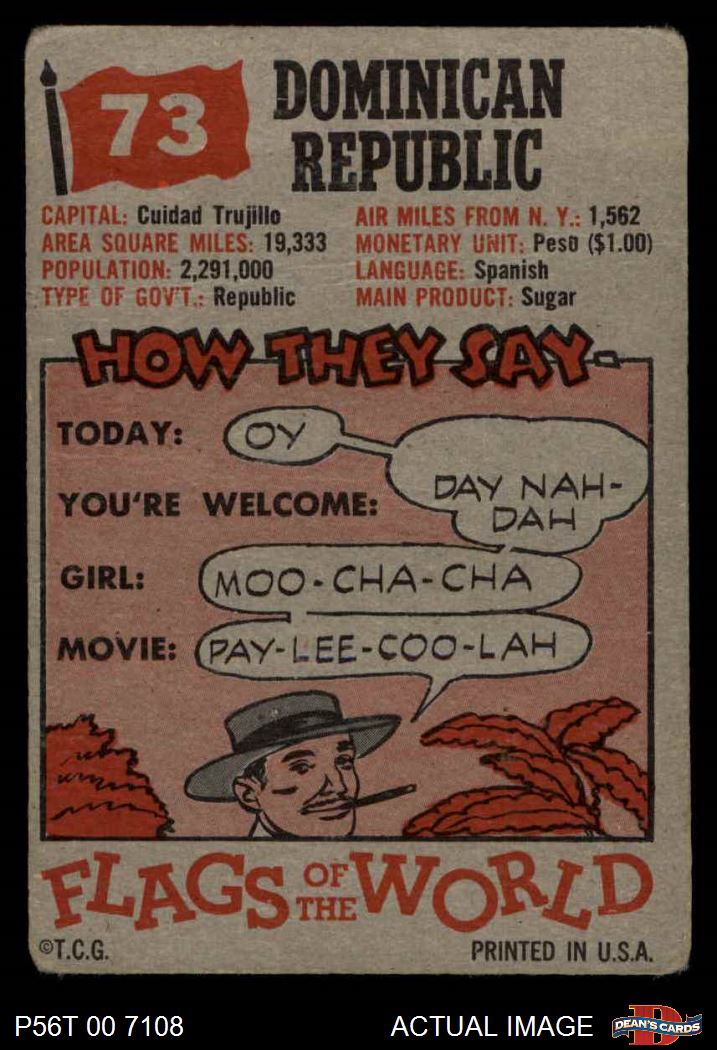 73
DOMINICAN
REPUBLIC
CAPITAL: Cuidad Trujillo
AREA SQUARE MILES: 19,333
POPULATION: 2,291,000
TYPE OF GOV'T.: Republic
AIR MILES FROM N. Y.: 1,562
MONETARY UNIT: Peso ($1.00)
LANGUAGE: Spanish
MAIN PRODUCT: Sugar
HOW THEY SAY-
TODAY: OY
YOU'RE WELCOME: DAY NAH-
DAH
GIRL: MOO-CHA-CHA
MOVIE: PAY-LEE-COO-LAH
FLAGS OF THE WORLD
©T.C.G.
PRINTED IN U.S.A.
P56T 00 7108
ACTUAL IMAGE
D
DEAN'S CARDS